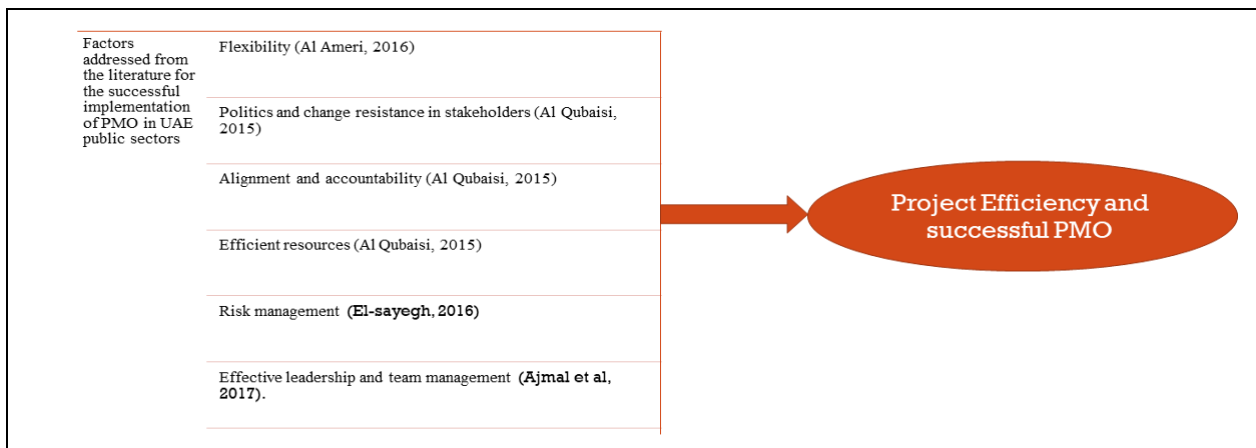 Factors
addressed from
the literature for
the successful
implementation
of PMO in UAE
public sectors
Flexibility (Al Ameri, 2016)
Politics and change resistance in stakeholders (Al Qubaisi,
2015)
Alignment and accountability (Al Qubaisi, 2015)
Efficient resources (Al Qubaisi, 2015)
Risk management (El-sayegh, 2016)
Effective leadership and team management (Ajmal et al,
2017).
Project Efficiency and
successful PMO